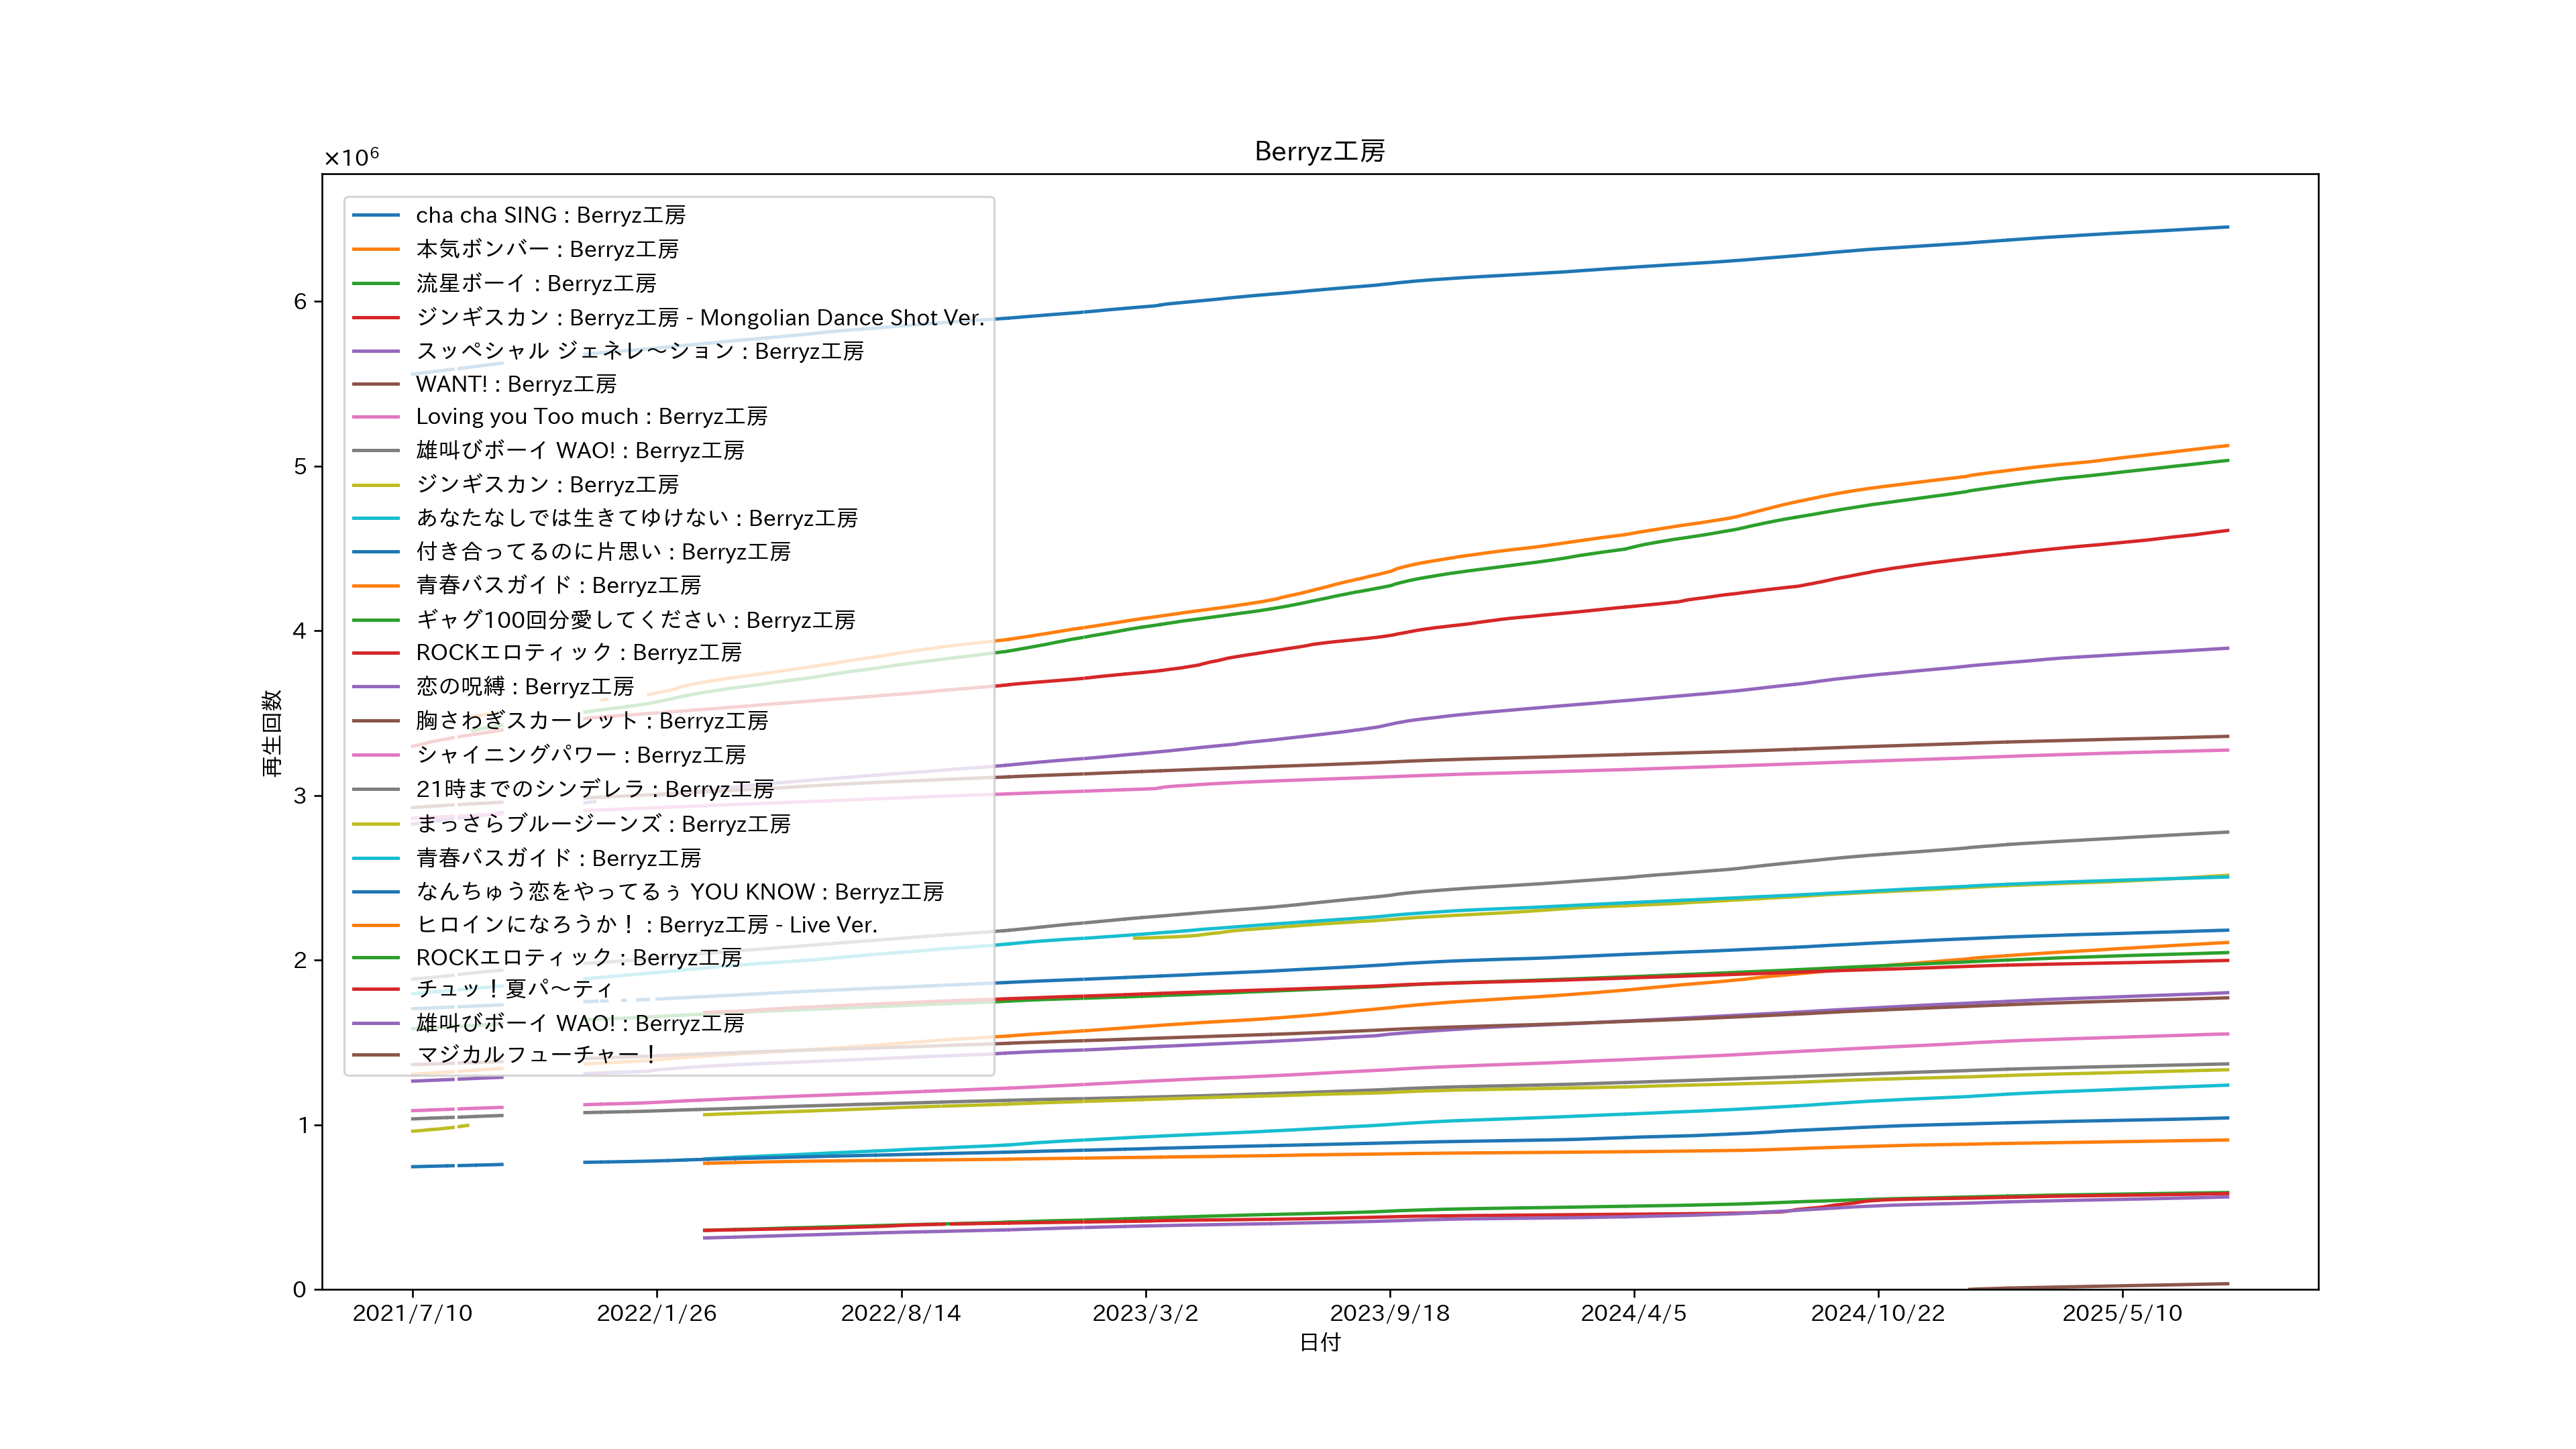 Berryz工房
×10⁶
cha cha SING : Berryz工房
本気ボンバー : Berryz工房
流星ボーイ : Berryz工房
ジンギスカン : Berryz工房 - Mongolian Dance Shot Ver.
スッペシャル ジェネレ～ション : Berryz工房
WANT! : Berryz工房
Loving you Too much : Berryz工房
雄叫びボーイ WAO! : Berryz工房
ジンギスカン : Berryz工房
あなたなしでは生きてゆけない : Berryz工房
付き合ってるのに片思い : Berryz工房
青春バスガイド : Berryz工房
ギャグ100回分愛してください : Berryz工房
ROCKエロティック : Berryz工房
恋の呪縛 : Berryz工房
胸さわぎスカーレット : Berryz工房
シャイニングパワー : Berryz工房
21時までのシンデレラ : Berryz工房
まっさらブルージーンズ : Berryz工房
青春バスガイド : Berryz工房
なんちゅう恋をやってるぅ YOU KNOW : Berryz工房
ヒロインになろうか！ : Berryz工房 - Live Ver.
ROCKエロティック : Berryz工房
チュッ！夏パ～ティ
雄叫びボーイ WAO! : Berryz工房
マジカルフューチャー！
6
5
4
3
2
1
0
再生回数
2021/7/10
2022/1/26
2022/8/14
2023/3/2
2023/9/18
2024/4/5
2024/10/22
2025/5/10
日付